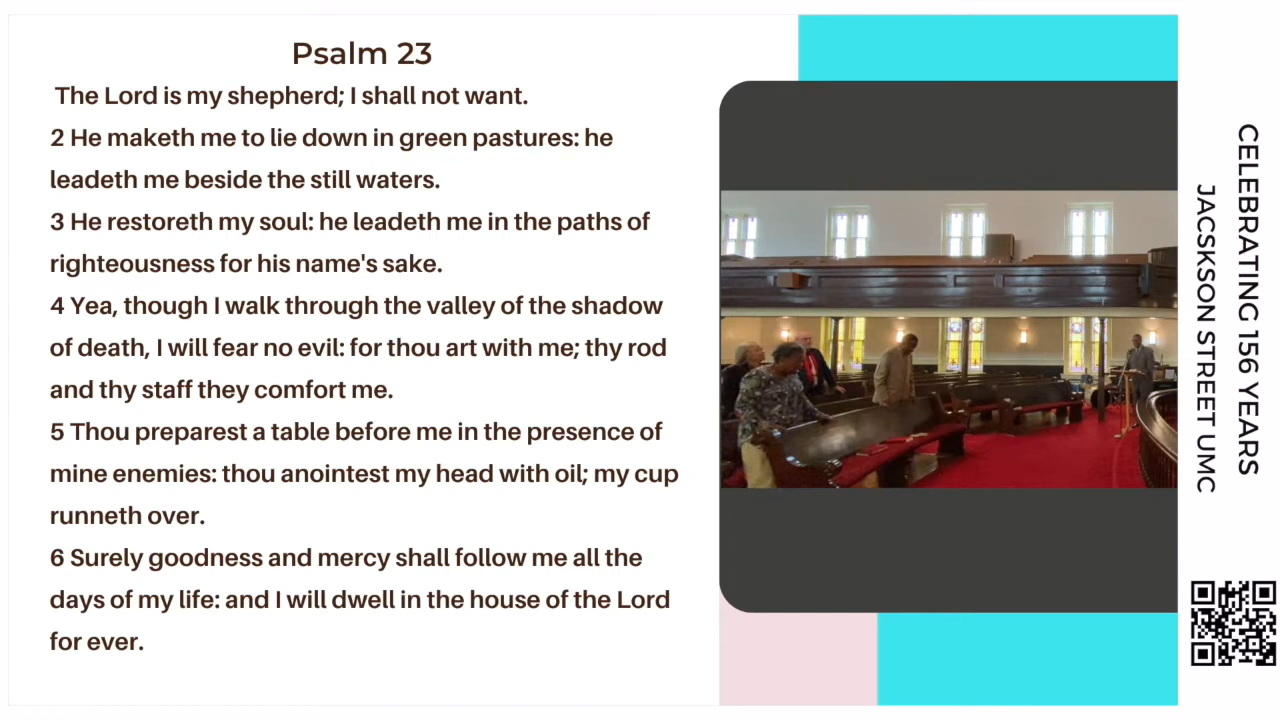 Psalm 23
The Lord is my shepherd; I shall not want.
2 He maketh me to lie down in green pastures: he
leadeth me beside the still waters.
3 He restoreth my soul: he leadeth me in the paths of
righteousness for his name's sake.
4 Yea, though I walk through the valley of the shadow
of death, I will fear no evil: for thou art with me; thy rod
and thy staff they comfort me.
5 Thou preparest a table before me in the presence of
mine enemies: thou anointest my head with oil; my cup
runneth over.
6 Surely goodness and mercy shall follow me all the
days of my life: and I will dwell in the house of the Lord
for ever.
CELEBRATING 156 YEARS
JACSKSON STREET UMC